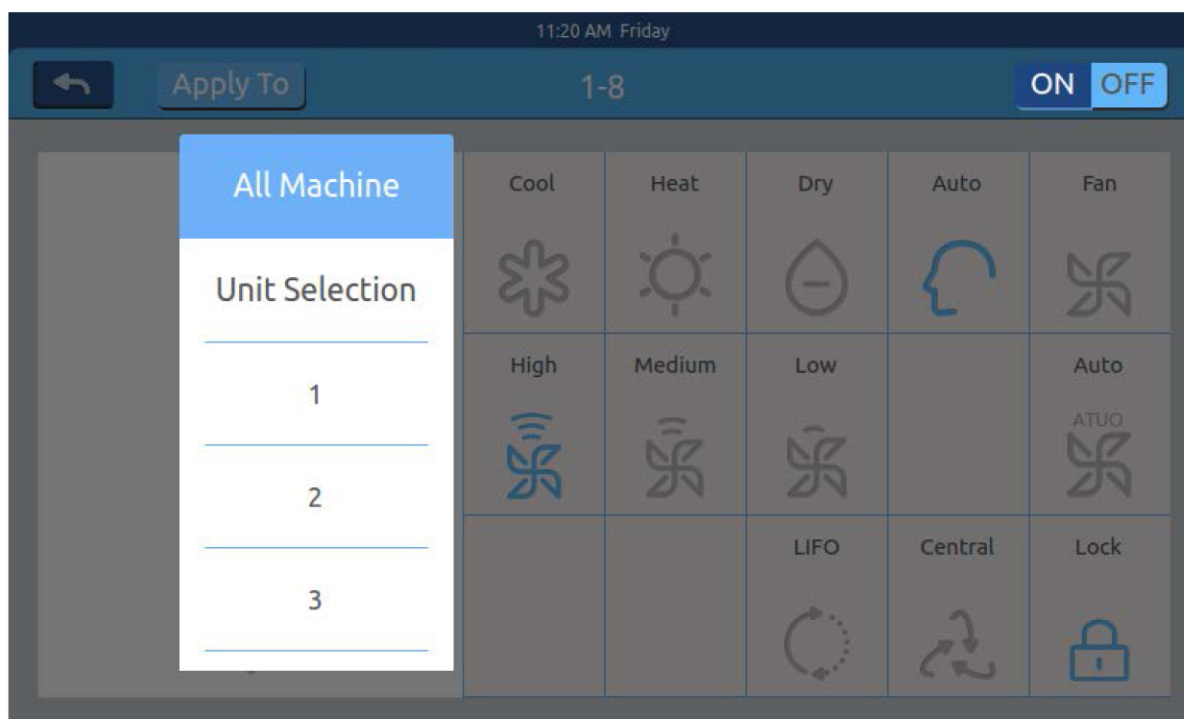 11:20 AM Friday
Apply To
1-8
ON OFF
All Machine
Unit Selection
1
2
3
Cool Heat Dry Auto Fan
High Medium Low Auto
ATUO
LIFO Central Lock